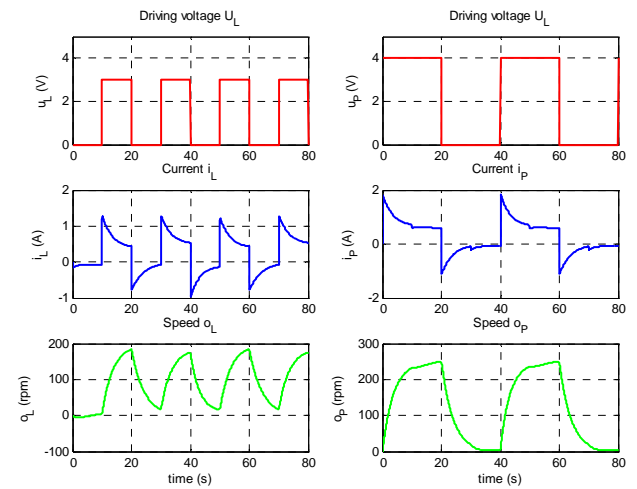 Driving voltage U_L
u_L (V)
4
2
0
0 20 40 60 80
Current i_L
i_L (A)
2
1
0
-1
0 20 40 60 80
Speed o_L
o_L (rpm)
200
100
0
-100
0 20 40 60 80
time (s)
Driving voltage U_L
u_P (V)
4
2
0
0 20 40 60 80
Current i_P
i_P (A)
2
0
-2
0 20 40 60 80
Speed o_P
o_P (rpm)
300
200
100
0
0 20 40 60 80
time (s)